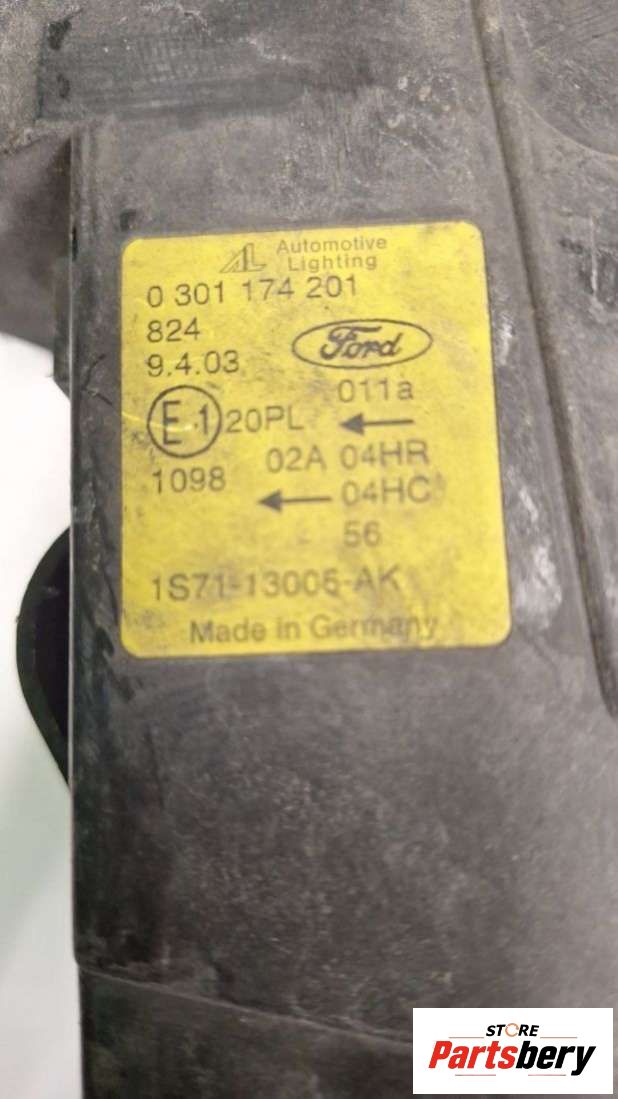 AL Automotive
Lighting
0 301 174 201
824
9.4.03
Ford
011a
E1 20PL
02A 04HR
1098
04HC
56
1S71-13005-AK
Made in Germany
STORE
Partsbery